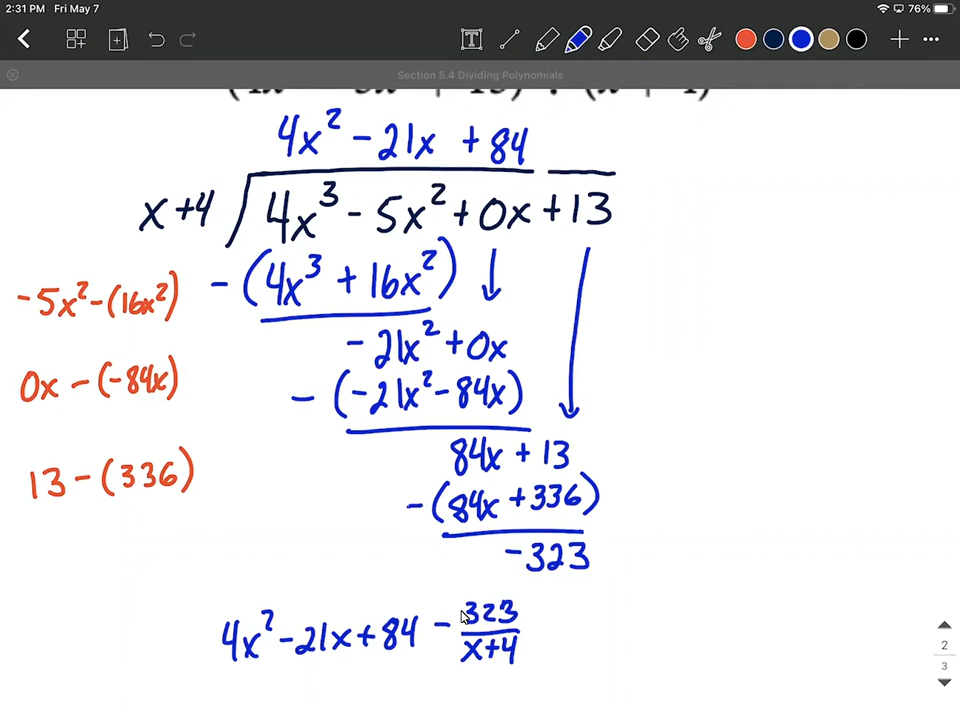 2:31 PM Fri May 7 76%
Section 5.4 Dividing Polynomials
4x² - 21x + 84
x+4 4x³ - 5x² + 0x + 13
-(4x³ + 16x²)
-5x² - (16x²)
-21x² + 0x
0x - (-84x)
-(-21x² - 84x)
84x + 13
13 - (336)
-(84x + 336)
-323
4x² - 21x + 84 - 323/x+4
2
3